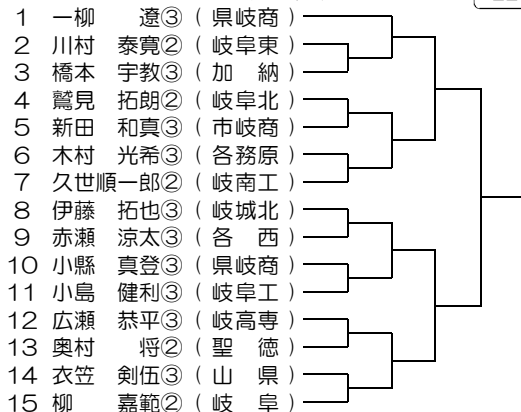 1 一柳 遼③ ( 県岐商 )
2 川村 泰寛② ( 岐阜東 )
3 橋本 宇教③ ( 加 納 )
4 鷲見 拓朗② ( 岐阜北 )
5 新田 和真③ ( 市岐商 )
6 木村 光希③ ( 各務原 )
7 久世順一郎② ( 岐南工 )
8 伊藤 拓也③ ( 岐城北 )
9 赤瀬 涼太③ ( 各 西 )
10 小縣 真登③ ( 県岐商 )
11 小島 健利③ ( 岐阜工 )
12 広瀬 恭平③ ( 岐高専 )
13 奥村 将② ( 聖 徳 )
14 衣笠 剣伍③ ( 山 県 )
15 柳 嘉範② ( 岐 阜 )